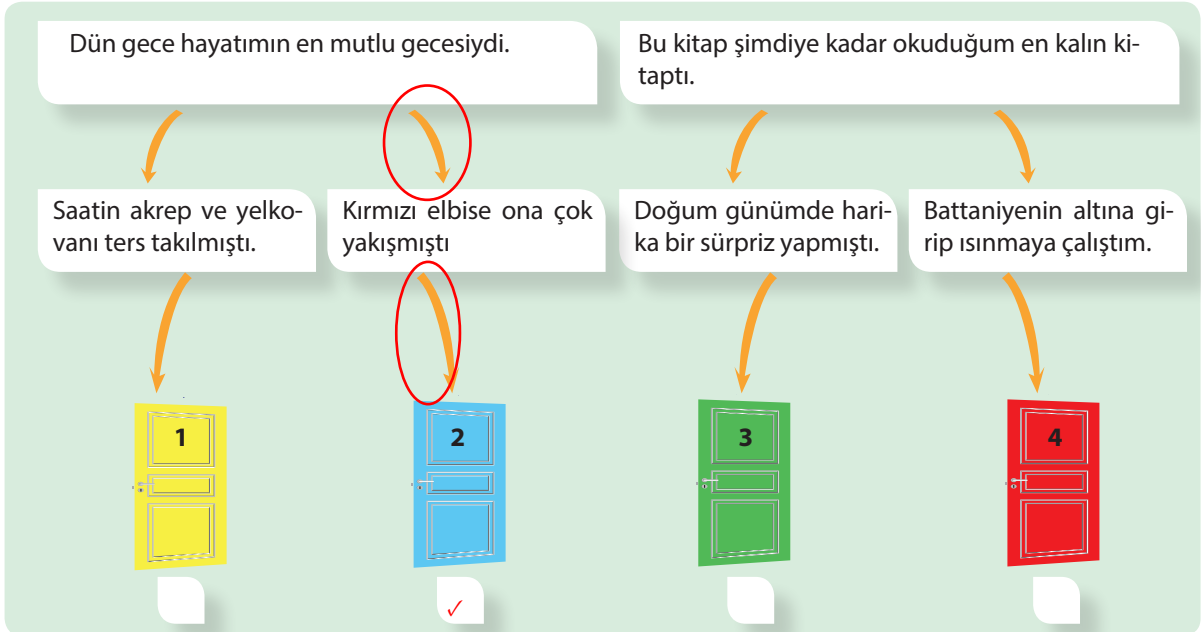 Dün gece hayatımın en mutlu gecesiydi.
Bu kitap şimdiye kadar okuduğum en kalın ki-
taptı.
Saatin akrep ve yelko-
vanı ters takılmıştı.
Kırmızı elbise ona çok
yakışmıştı
Doğum günümde hari-
ka bir sürpriz yapmıştı.
Battaniyenin altına gi-
rip ısınmaya çalıştım.
1
2
3
4
✓